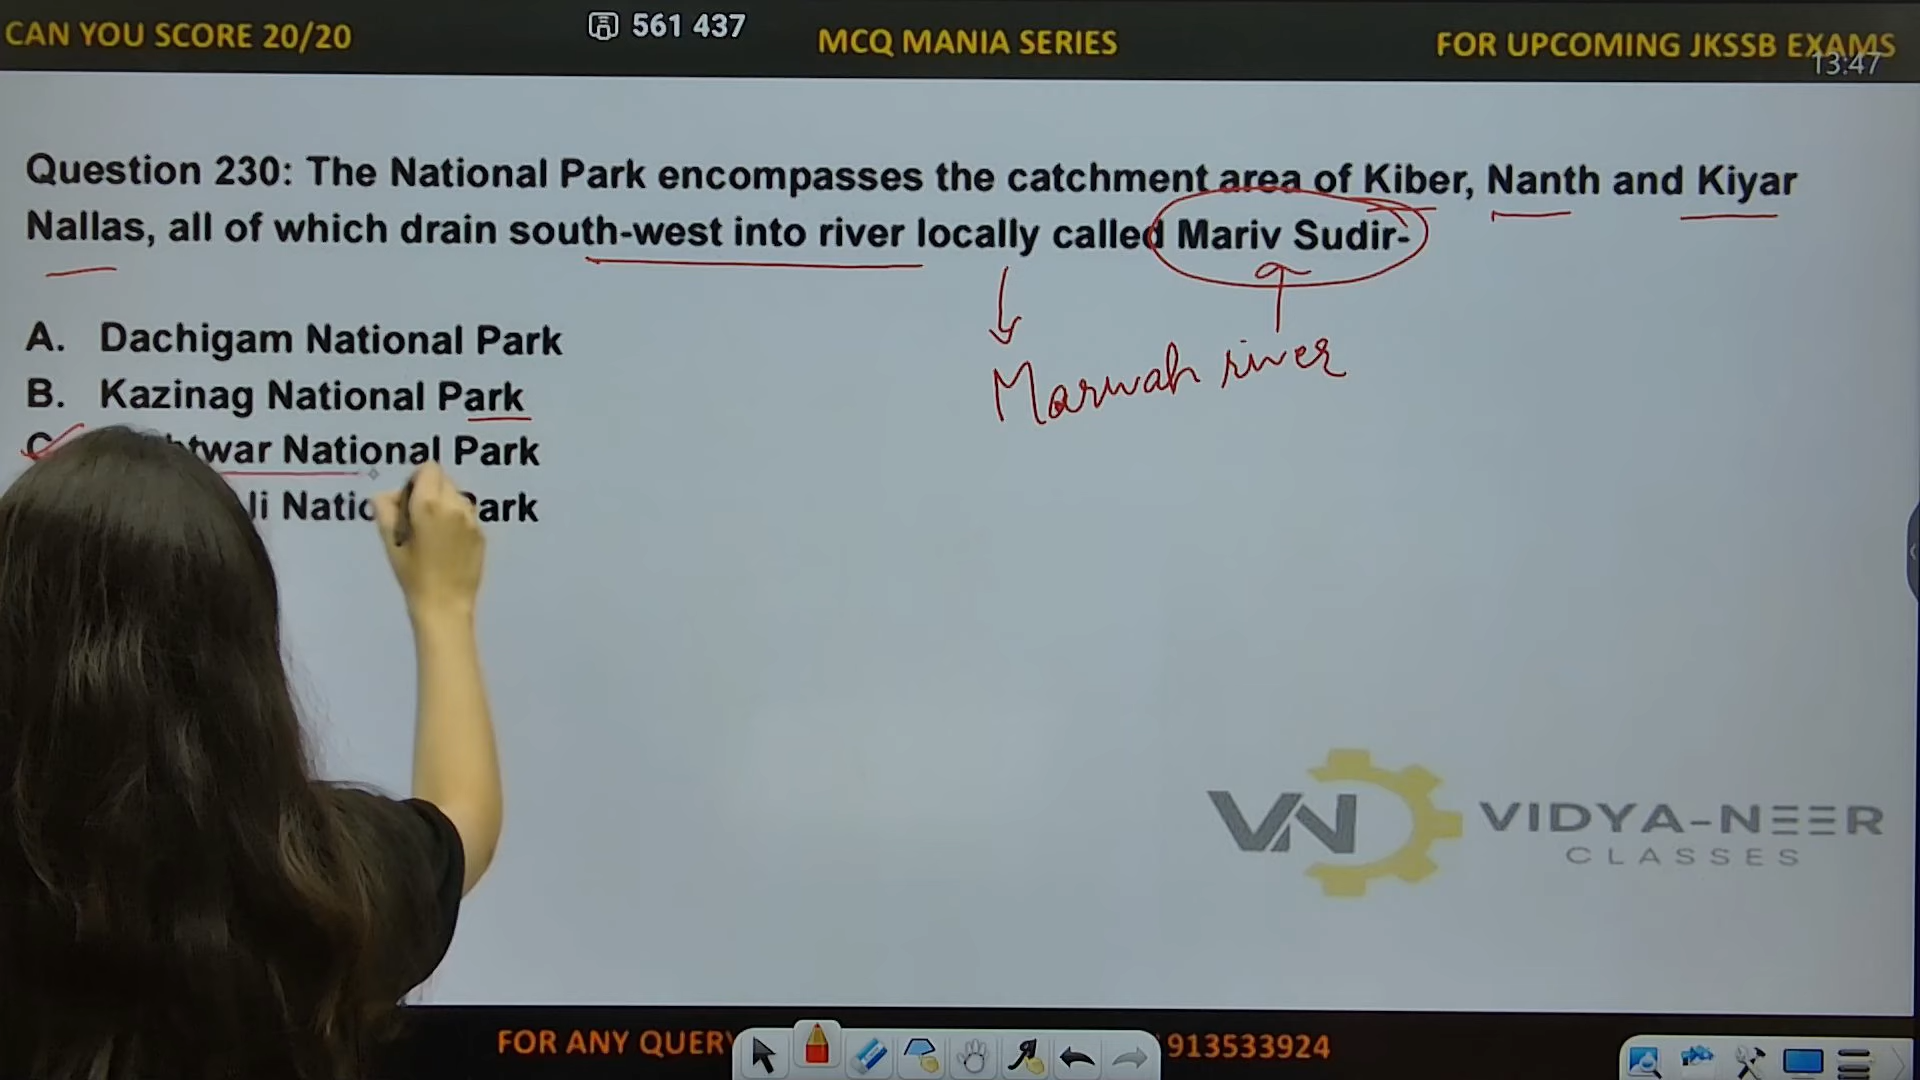 CAN YOU SCORE 20/20
561 437
MCQ MANIA SERIES
FOR UPCOMING JKSSB EXAMS
13:47
Question 230: The National Park encompasses the catchment area of Kiber, Nanth and Kiyar
Nallas, all of which drain south-west into river locally called Mariv Sudir-
Marwah river
A. Dachigam National Park
B. Kazinag National Park
National Park
Park
VN
VIDYA-NEER
CLASSES
FOR ANY QUERY
913533924